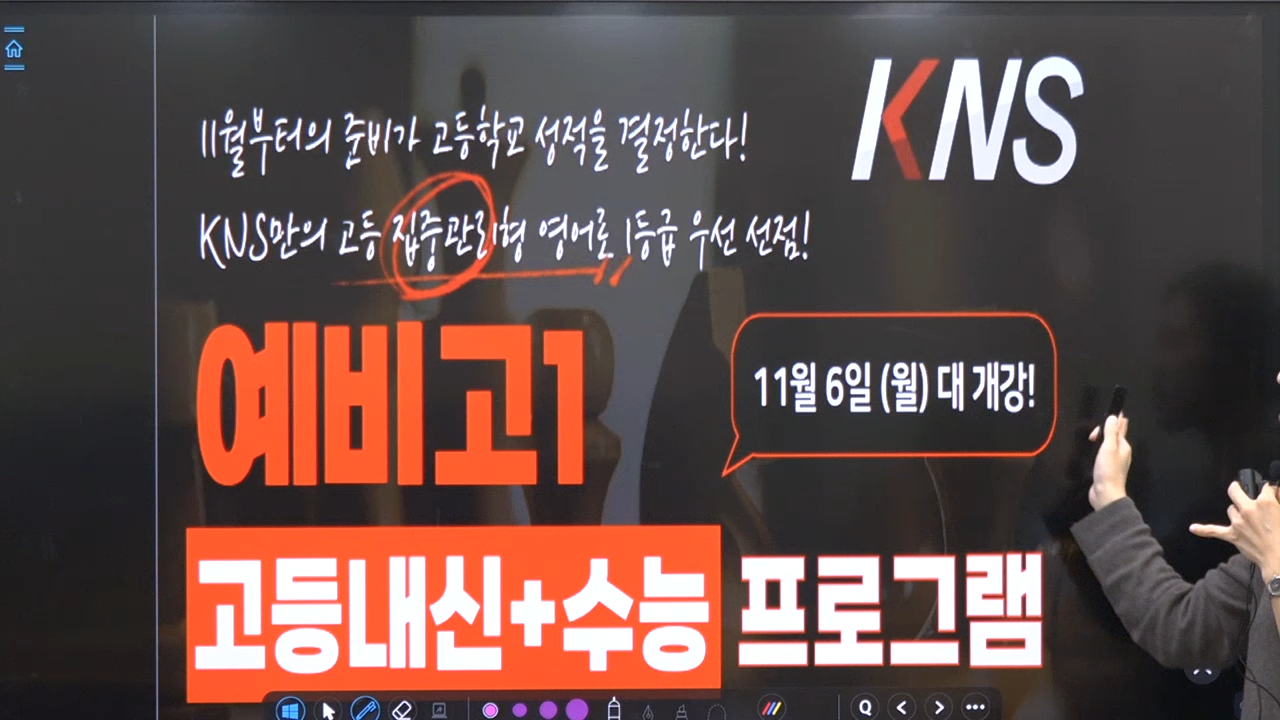 KNS
11월부터의 준비가 고등학교 성적을 결정한다!
KNS만의 고등 집중관리형 영어로 1등급 우선 선점!
예비고1
11월 6일 (월) 대 개강!
고등내신+수능 프로그램